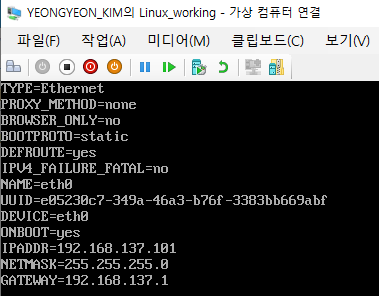 YEONGYEON_KIM의 Linux_working - 가상 컴퓨터 연결
파일(F) 작업(A) 미디어(M) 클립보드(C) 보기(V)
TYPE=Ethernet
PROXY_METHOD=none
BROWSER_ONLY=no
BOOTPROTO=static
DEFROUTE=yes
IPV4_FAILURE_FATAL=no
NAME=eth0
UUID=e05230c7-349a-46a3-b76f-3383bb669abf
DEVICE=eth0
ONBOOT=yes
IPADDR=192.168.137.101
NETMASK=255.255.255.0
GATEWAY=192.168.137.1